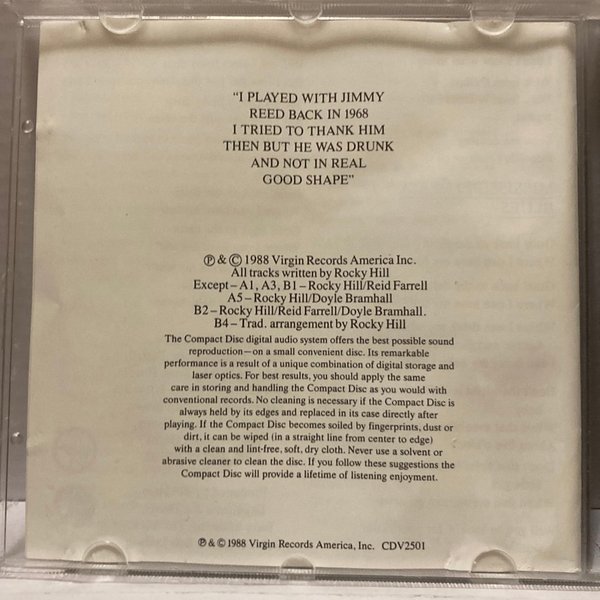 "I PLAYED WITH JIMMY
REED BACK IN 1968
I TRIED TO THANK HIM
THEN BUT HE WAS DRUNK
AND NOT IN REAL
GOOD SHAPE"
℗ & © 1988 Virgin Records America Inc.
All tracks written by Rocky Hill
Except – A1, A3, B1 – Rocky Hill/Reid Farrell
A5 – Rocky Hill/Doyle Bramhall
B2 – Rocky Hill/Reid Farrell/Doyle Bramhall.
B4 – Trad. arrangement by Rocky Hill
The Compact Disc digital audio system offers the best possible sound
reproduction—on a small convenient disc. Its remarkable
performance is a result of a unique combination of digital storage and
laser optics. For best results, you should apply the same
care in storing and handling the Compact Disc as you would with
conventional records. No cleaning is necessary if the Compact Disc is
always held by its edges and replaced in its case directly after
playing. If the Compact Disc becomes soiled by fingerprints, dust or
dirt, it can be wiped (in a straight line from center to edge)
with a clean and lint-free, soft, dry cloth. Never use a solvent or
abrasive cleaner to clean the disc. If you follow these suggestions the
Compact Disc will provide a lifetime of listening enjoyment.
℗ & © 1988 Virgin Records America, Inc. CDV2501